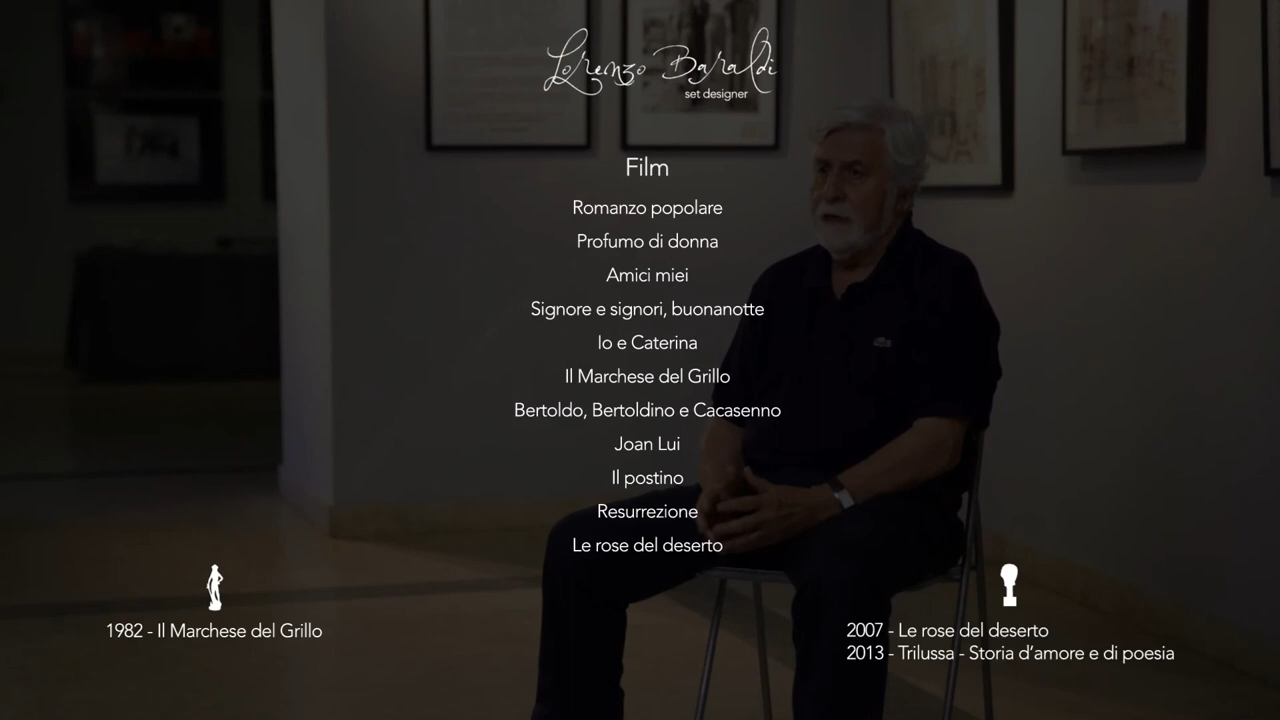 Lorenzo Baraldi
set designer
Film
Romanzo popolare
Profumo di donna
Amici miei
Signore e signori, buonanotte
Io e Caterina
Il Marchese del Grillo
Bertoldo, Bertoldino e Cacasenno
Joan Lui
Il postino
Resurrezione
Le rose del deserto
1982 - Il Marchese del Grillo
2007 - Le rose del deserto
2013 - Trilussa - Storia d'amore e di poesia